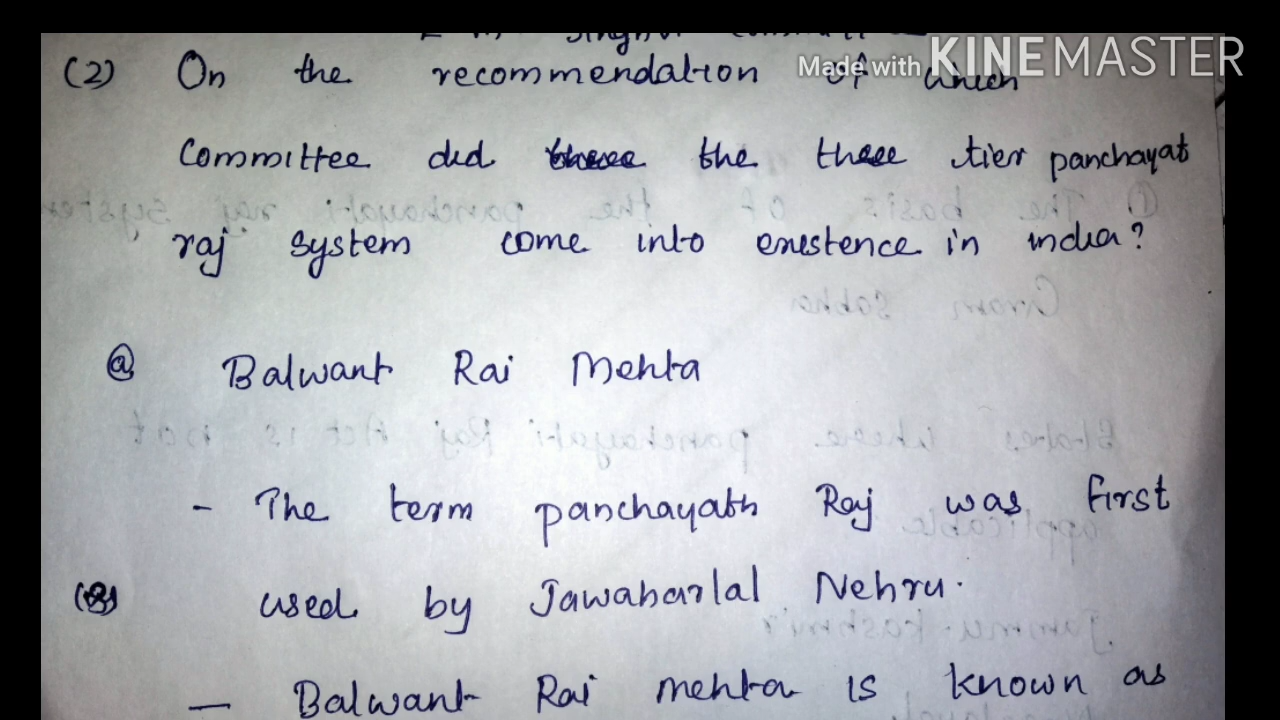 Made with KINEMASTER
(2) On the recommendation of which
Committee did the three tier panchayat
raj system come into existence in india?
@ Balwant Rai Mehta
- The term panchayath Raj was first
used by Jawaharlal Nehru.
- Balwant Rai mehta is known as